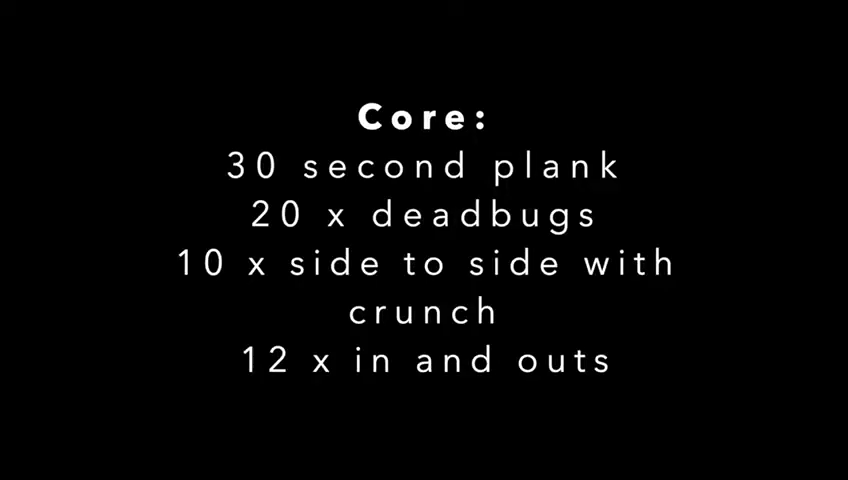 Core:
30 second plank
20 x deadbugs
10 x side to side with
crunch
12 x in and outs